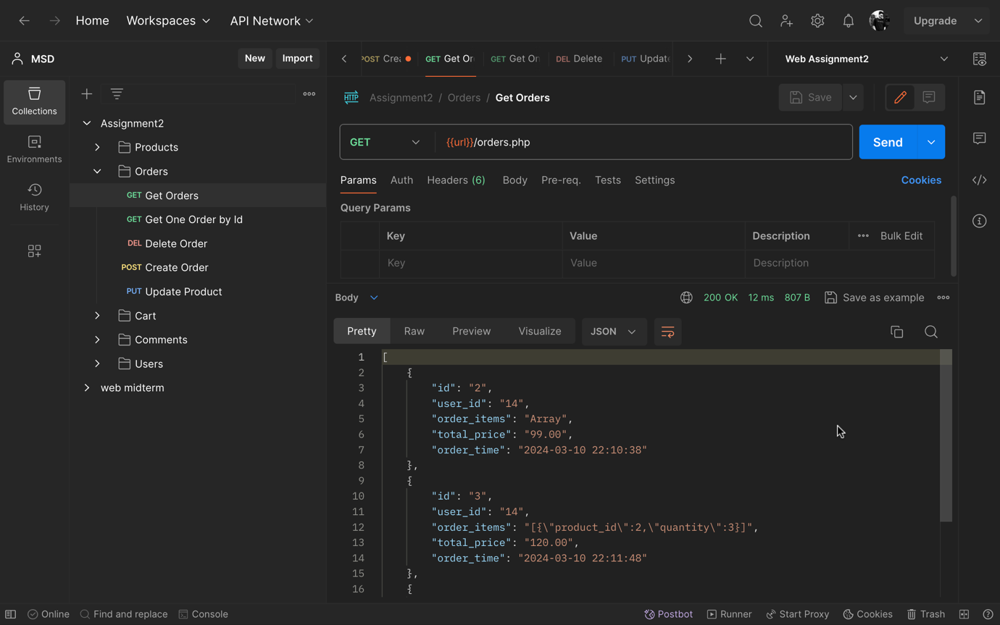 Home Workspaces API Network Upgrade
MSD New Import
POST Crea GET Get Or GET Get On DEL Delete PUT Update Web Assignment2
Collections
Environments
History
Assignment2
Products
Orders
GET Get Orders
GET Get One Order by Id
DEL Delete Order
POST Create Order
PUT Update Product
Cart
Comments
Users
web midterm
HTTP Assignment2 / Orders / Get Orders Save
GET {{url}}/orders.php Send
Params Auth Headers (6) Body Pre-req. Tests Settings Cookies
Query Params
Key Value Description Bulk Edit
Key Value Description
Body 200 OK 12 ms 807 B Save as example
Pretty Raw Preview Visualize JSON
1 [
2 {
3 "id": "2",
4 "user_id": "14",
5 "order_items": "Array",
6 "total_price": "99.00",
7 "order_time": "2024-03-10 22:10:38"
8 },
9 {
10 "id": "3",
11 "user_id": "14",
12 "order_items": "[{\"product_id\":2,\"quantity\":3}]",
13 "total_price": "120.00",
14 "order_time": "2024-03-10 22:11:48"
15 },
16 {
Online Find and replace Console Postbot Runner Start Proxy Cookies Trash